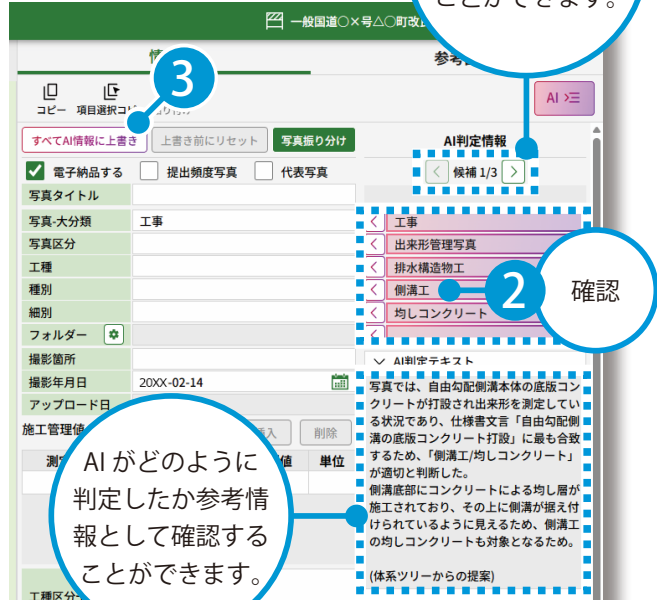 ことができます。
一般国道○×号△○町改
3
コピー 項目選択コ
AI
すべてAI情報に上書き 上書き前にリセット 写真振り分け
AI判定情報
電子納品する 提出頻度写真 代表写真
候補 1/3
写真タイトル
写真-大分類 工事
工事
写真区分
出来形管理写真
工種
排水構造物工
種別
側溝工
2
確認
細別
均しコンクリート
フォルダー
撮影箇所
AI判定テキスト
撮影年月日 20XX-02-14
アップロード日
写真では、自由勾配側溝本体の底版コン
クリートが打設され出来形を測定してい
る状況であり、仕様書文言「自由勾配側
溝の底版コンクリート打設」に最も合致
するため、「側溝工/均しコンクリート」
が適切と判断した。
側溝底部にコンクリートによる均し層が
施工されており、その上に側溝が据え付
けられているように見えるため、側溝工
の均しコンクリートも対象となるため。
(体系ツリーからの提案)
施工管理値
入 削除
測 値 単位
AI がどのように
判定したか参考情
報として確認する
ことができます。
工種区分